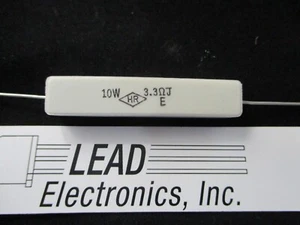 10W HR 3.3ΩJ
E
LEAD
Electronics, Inc.